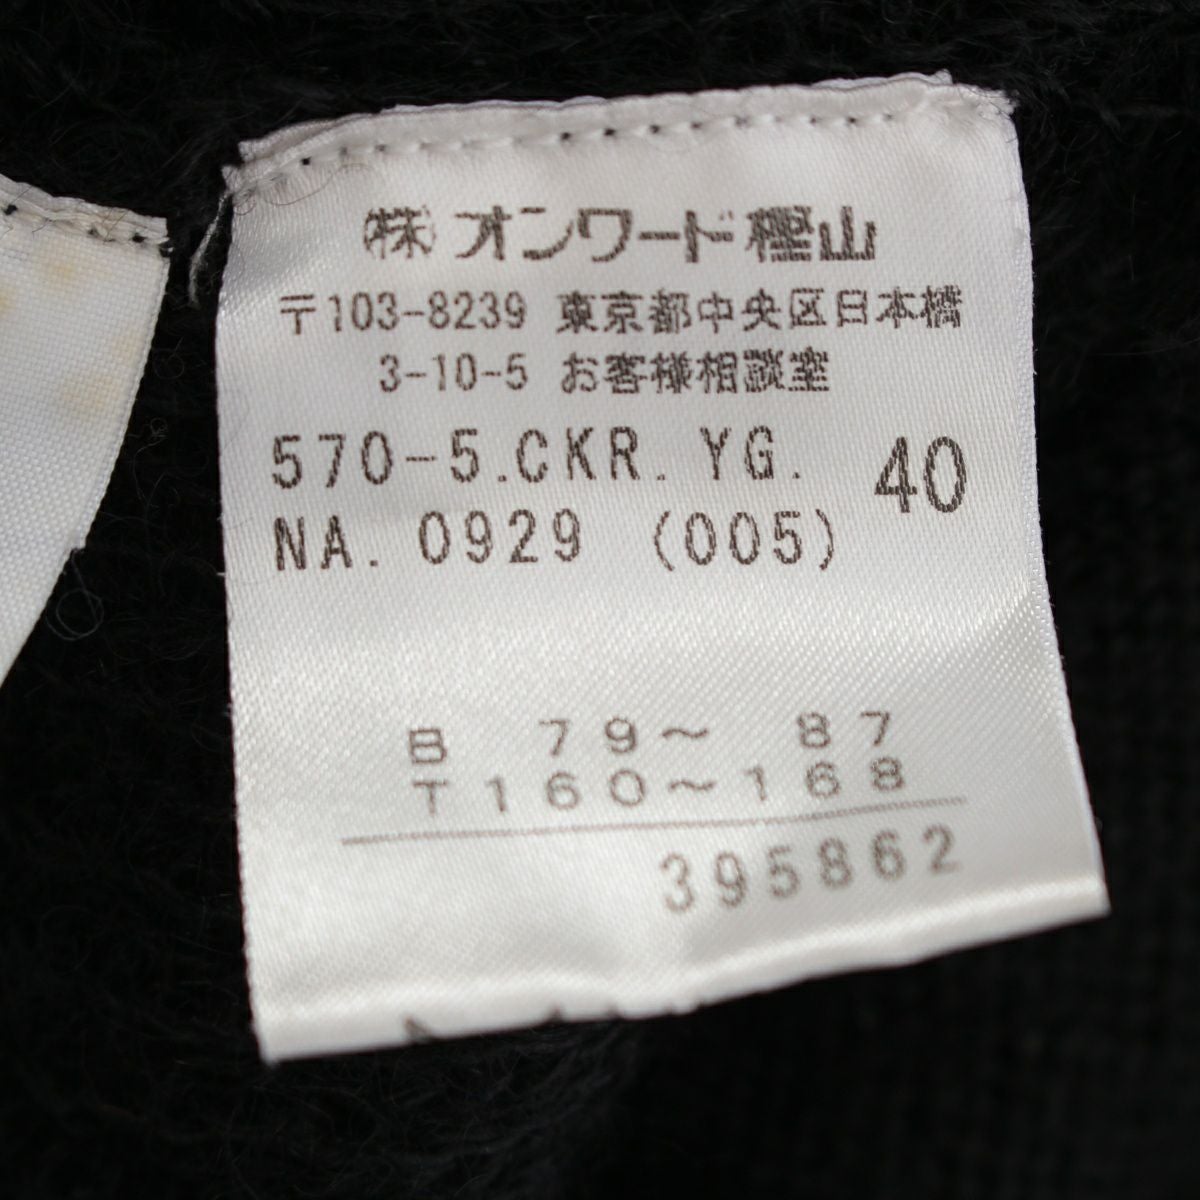 (株)オンワード樫山
〒103-8239 東京都中央区日本橋
3-10-5 お客様相談室
570-5.CKR.YG. 40
NA. 0929 (005)
B 79～ 87
T160～168
395862